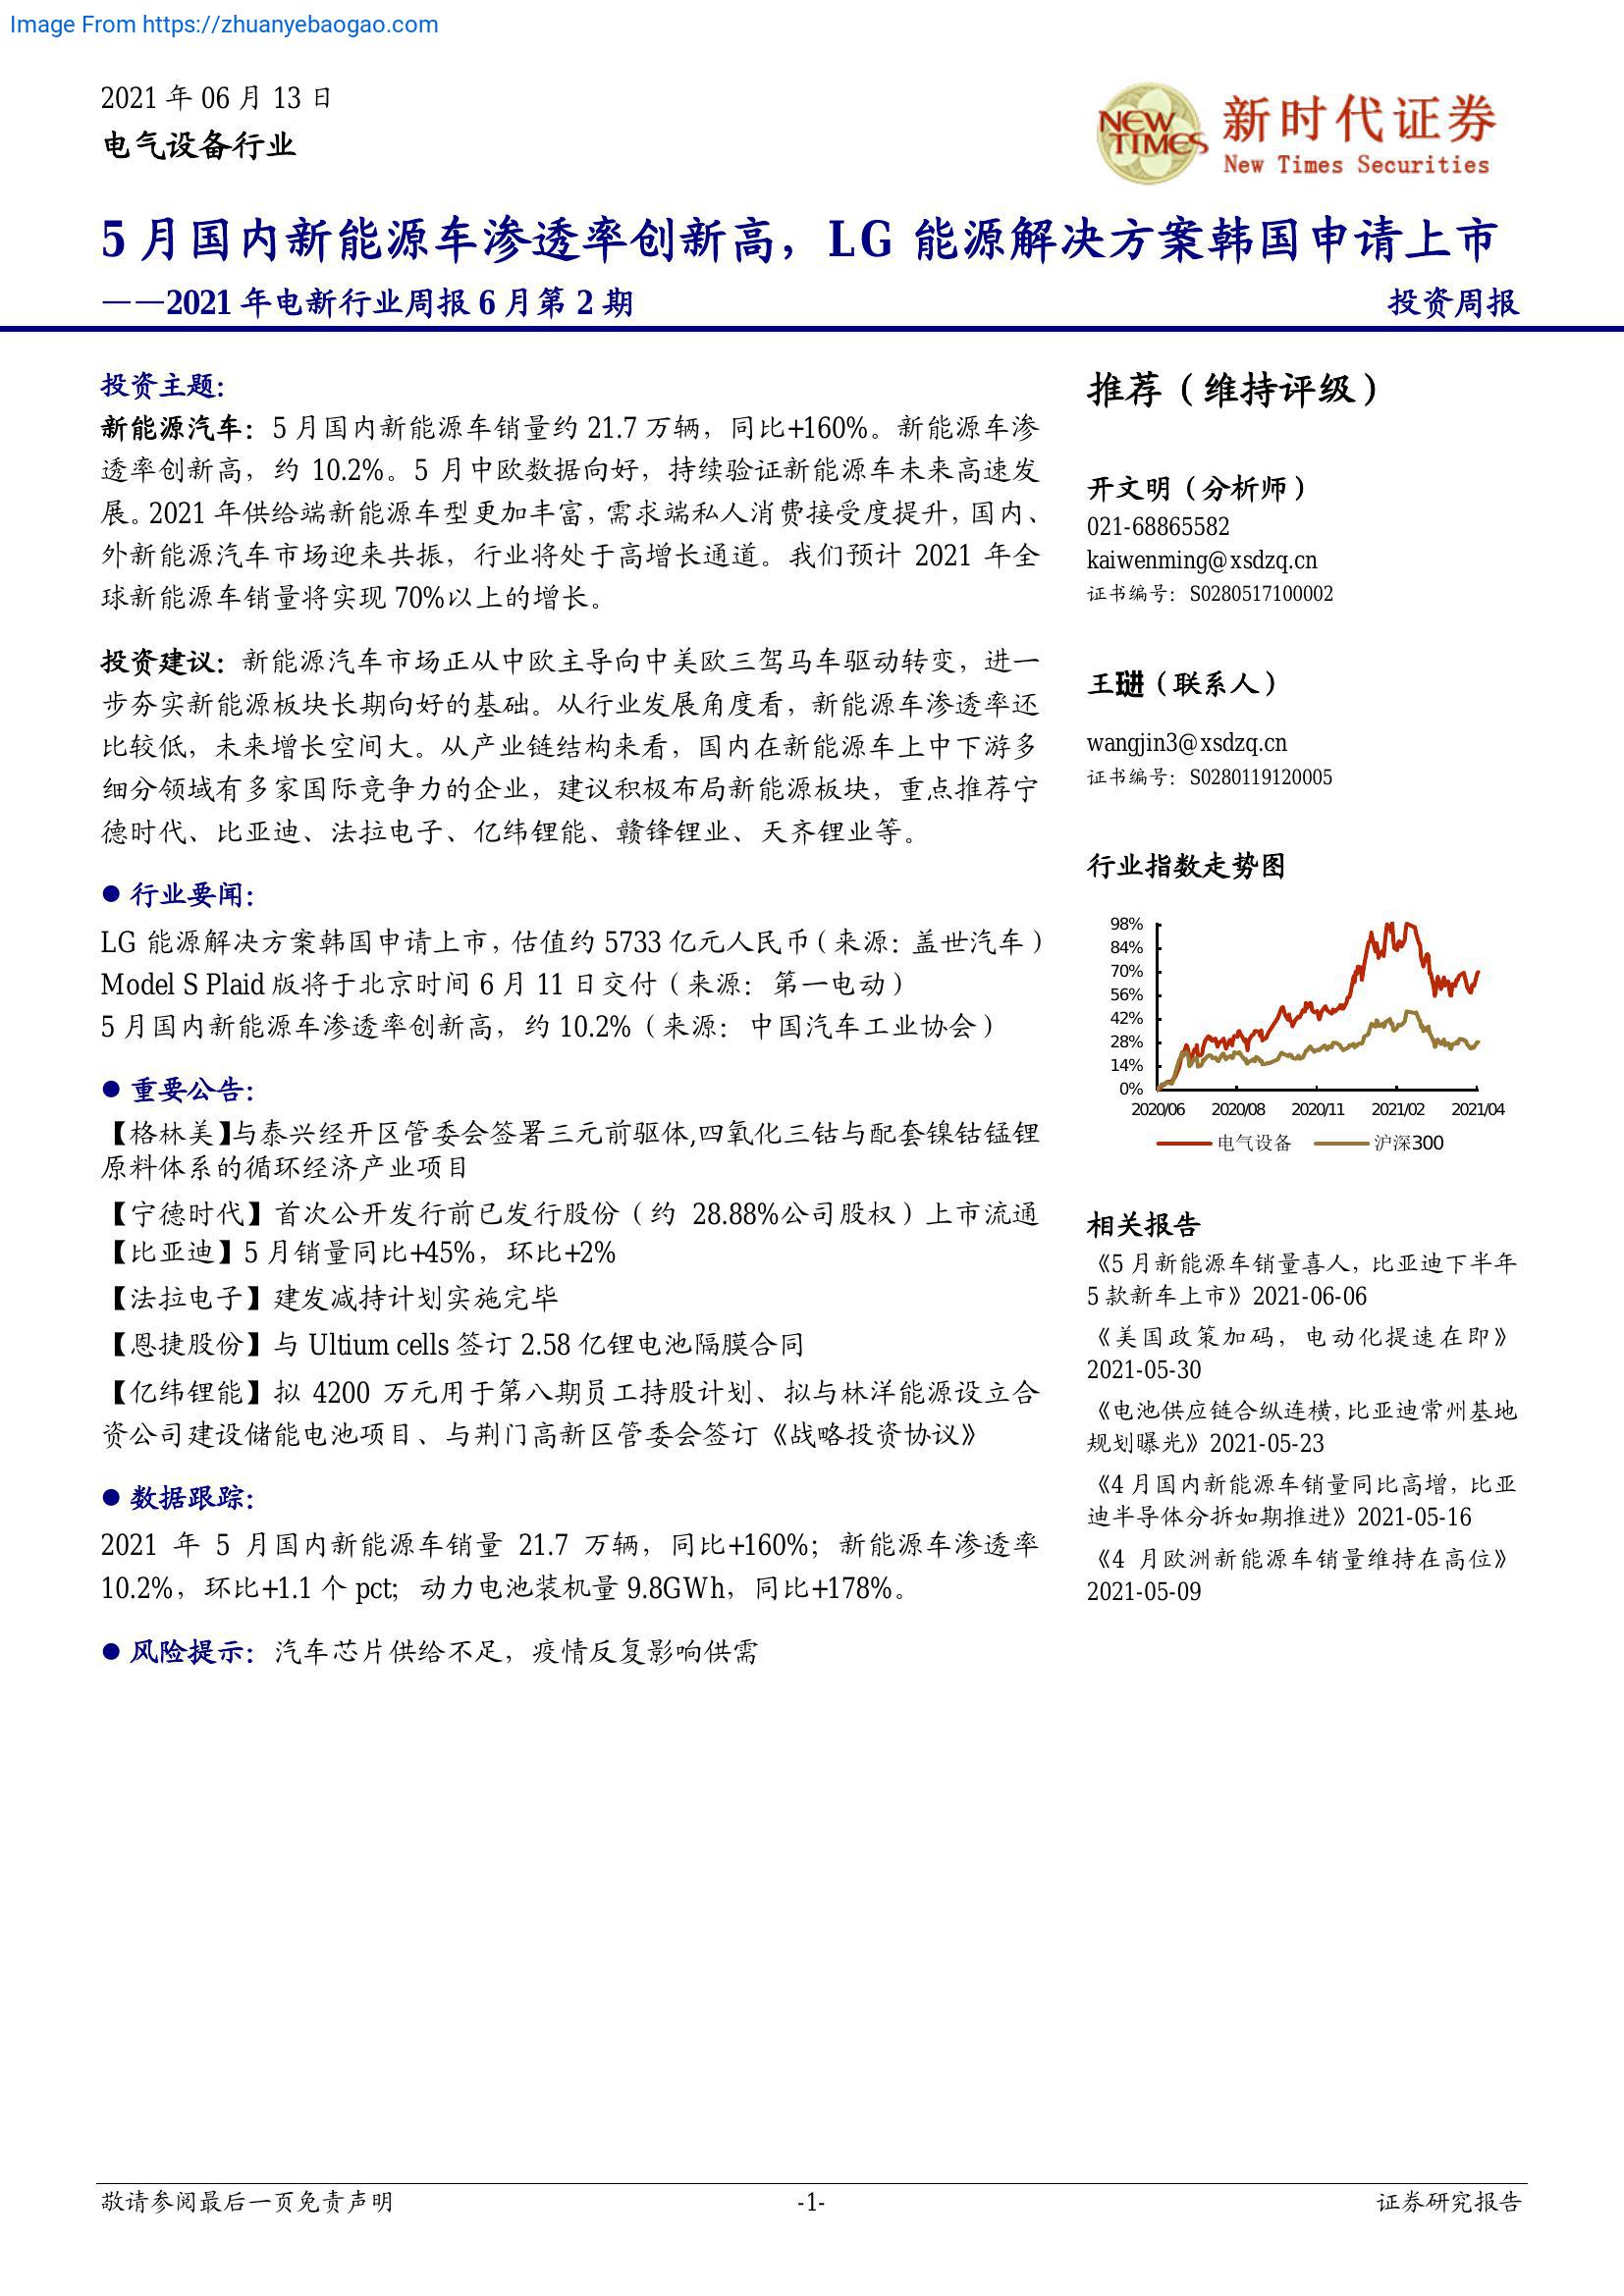 Image From https://zhuanyebaogao.com
2021 年 06 月 13 日
电气设备行业
NEW TIMES
新时代证券
New Times Securities
5 月国内新能源车渗透率创新高，LG 能源解决方案韩国申请上市
——2021 年电新行业周报 6 月第 2 期
投资周报
投资主题：
新能源汽车：5 月国内新能源车销量约 21.7 万辆，同比+160%。新能源车渗
透率创新高，约 10.2%。5 月中欧数据向好，持续验证新能源车未来高速发
展。2021 年供给端新能源车型更加丰富，需求端私人消费接受度提升，国内、
外新能源汽车市场迎来共振，行业将处于高增长通道。我们预计 2021 年全
球新能源车销量将实现 70%以上的增长。
投资建议：新能源汽车市场正从中欧主导向中美欧三驾马车驱动转变，进一
步夯实新能源板块长期向好的基础。从行业发展角度看，新能源车渗透率还
比较低，未来增长空间大。从产业链结构来看，国内在新能源车上中下游多
细分领域有多家国际竞争力的企业，建议积极布局新能源板块，重点推荐宁
德时代、比亚迪、法拉电子、亿纬锂能、赣锋锂业、天齐锂业等。
● 行业要闻：
LG 能源解决方案韩国申请上市，估值约 5733 亿元人民币（来源：盖世汽车）
Model S Plaid 版将于北京时间 6 月 11 日交付（来源：第一电动）
5 月国内新能源车渗透率创新高，约 10.2%（来源：中国汽车工业协会）
● 重要公告：
【格林美】与泰兴经开区管委会签署三元前驱体,四氧化三钴与配套镍钴锰锂
原料体系的循环经济产业项目
【宁德时代】首次公开发行前已发行股份（约 28.88%公司股权）上市流通
【比亚迪】5 月销量同比+45%，环比+2%
【法拉电子】建发减持计划实施完毕
【恩捷股份】与 Ultium cells 签订 2.58 亿锂电池隔膜合同
【亿纬锂能】拟 4200 万元用于第八期员工持股计划、拟与林洋能源设立合
资公司建设储能电池项目、与荆门高新区管委会签订《战略投资协议》
● 数据跟踪：
2021 年 5 月国内新能源车销量 21.7 万辆，同比+160%；新能源车渗透率
10.2%，环比+1.1 个 pct；动力电池装机量 9.8GWh，同比+178%。
● 风险提示：汽车芯片供给不足，疫情反复影响供需
推荐（维持评级）
开文明（分析师）
021-68865582
kaiwenming@xsdzq.cn
证书编号：S0280517100002
王琎（联系人）
wangjin3@xsdzq.cn
证书编号：S0280119120005
行业指数走势图
98%
84%
70%
56%
42%
28%
14%
0%
2020/06 2020/08 2020/11 2021/02 2021/04
电气设备 沪深300
相关报告
《5 月新能源车销量喜人，比亚迪下半年
5 款新车上市》2021-06-06
《美国政策加码，电动化提速在即》
2021-05-30
《电池供应链合纵连横，比亚迪常州基地
规划曝光》2021-05-23
《4 月国内新能源车销量同比高增，比亚
迪半导体分拆如期推进》2021-05-16
《4 月欧洲新能源车销量维持在高位》
2021-05-09
敬请参阅最后一页免责声明
-1-
证券研究报告